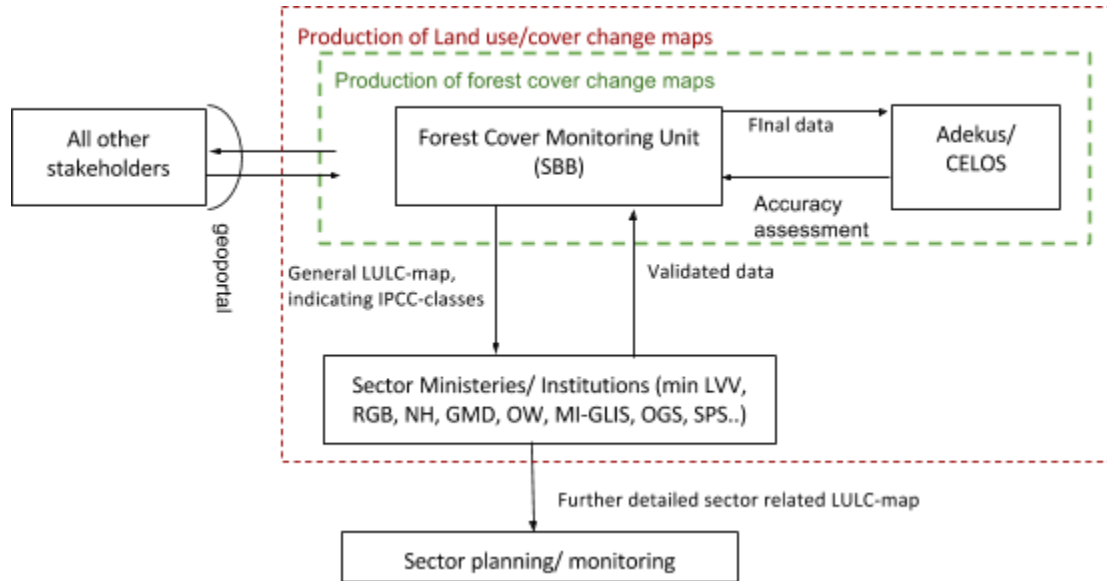 Production of Land use/cover change maps
Production of forest cover change maps
All other
stakeholders
geoportal
Forest Cover Monitoring Unit
(SBB)
FInal data
Accuracy
assessment
Adekus/
CELOS
General LULC-map,
indicating IPCC-classes
Validated data
Sector Ministeries/ Institutions (min LVV,
RGB, NH, GMD, OW, MI-GLIS, OGS, SPS..)
Further detailed sector related LULC-map
Sector planning/ monitoring